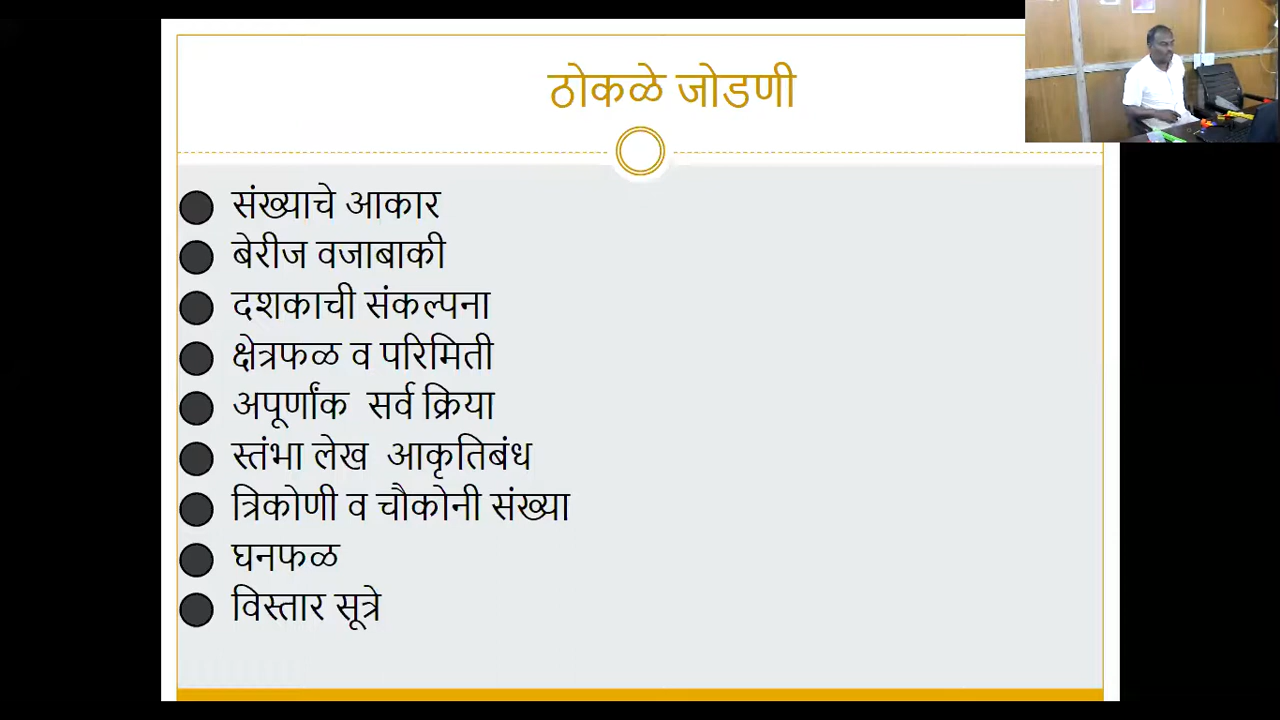 ठोकळे जोडणी
संख्याचे आकार
बेरीज वजाबाकी
दशकाची संकल्पना
क्षेत्रफळ व परिमिती
अपूर्णांक सर्व क्रिया
स्तंभा लेख आकृतिबंध
त्रिकोणी व चौकोनी संख्या
घनफळ
विस्तार सूत्रे